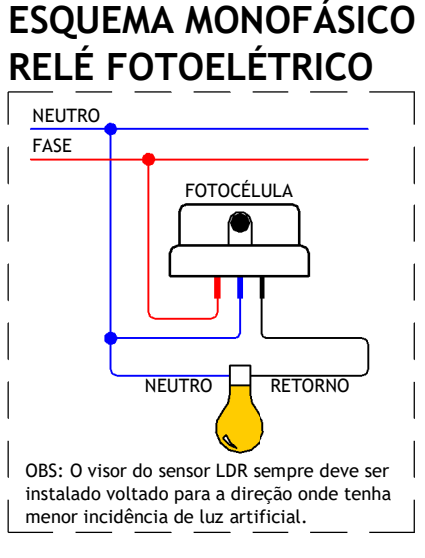 ESQUEMA MONOFÁSICO
RELÉ FOTOELÉTRICO
NEUTRO
FASE
FOTOCÉLULA
NEUTRO
RETORNO
OBS: O visor do sensor LDR sempre deve ser
instalado voltado para a direção onde tenha
menor incidência de luz artificial.